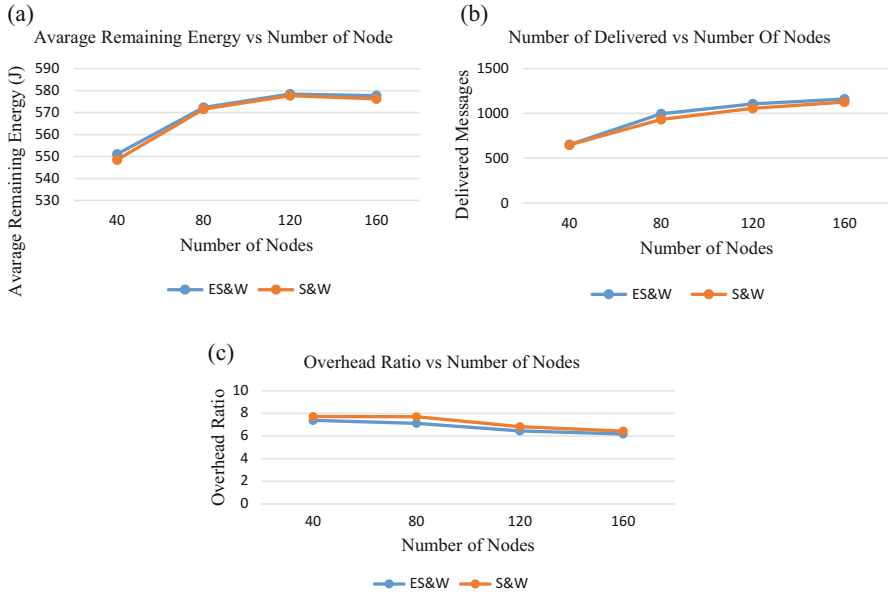 (a)
Avarage Remaining Energy vs Number of Node
Avarage Remaining Energy (J)
590
580
570
560
550
540
530
40 80 120 160
Number of Nodes
ES&W S&W
(b)
Number of Delivered vs Number Of Nodes
Delivered Messages
1500
1000
500
0
40 80 120 160
Number of Nodes
ES&W S&W
(c)
Overhead Ratio vs Number of Nodes
Overhead Ratio
10
8
6
4
2
0
40 80 120 160
Number of Nodes
ES&W S&W